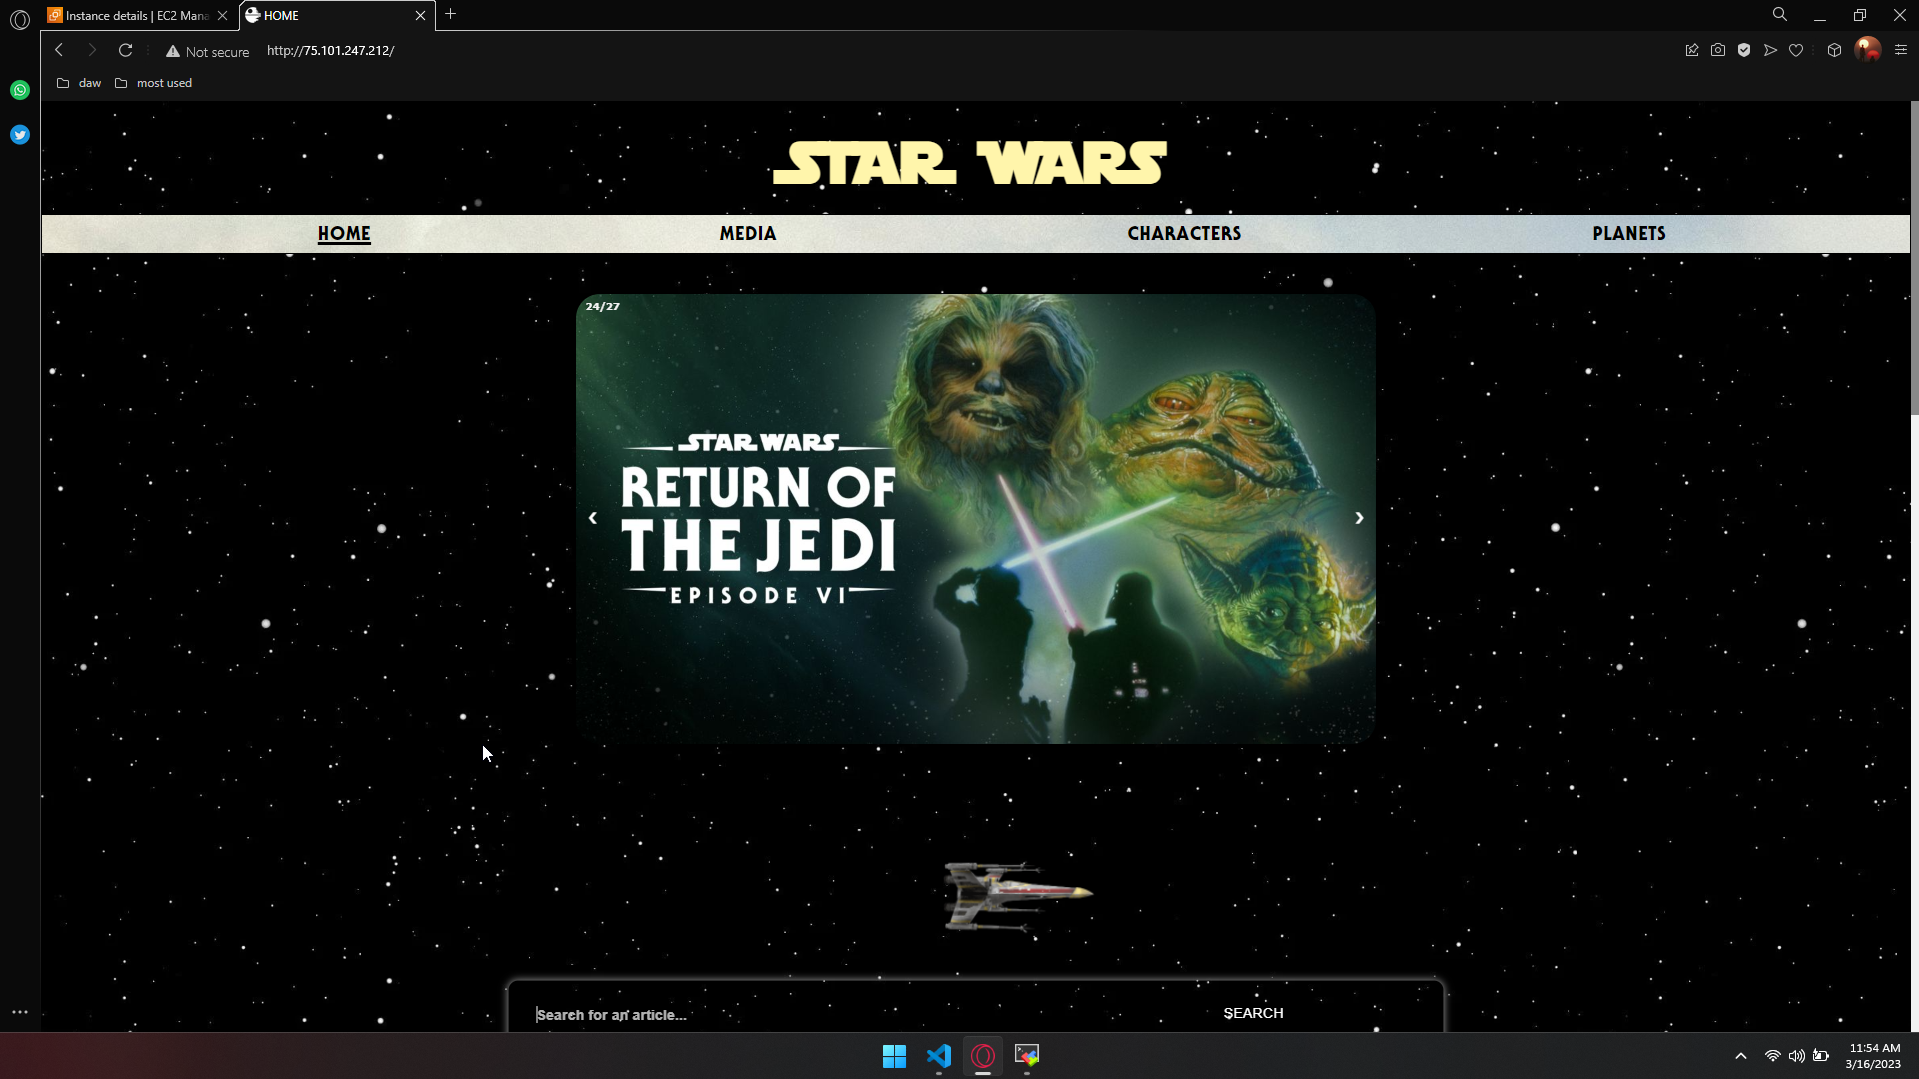 Instance details | EC2 Mana
HOME
Not secure
http://75.101.247.212/
daw
most used
STAR WARS
HOME
MEDIA
CHARACTERS
PLANETS
24/27
STAR WARS
RETURN OF
THE JEDI
EPISODE VI
Search for an article...
SEARCH
11:54 AM
3/16/2023